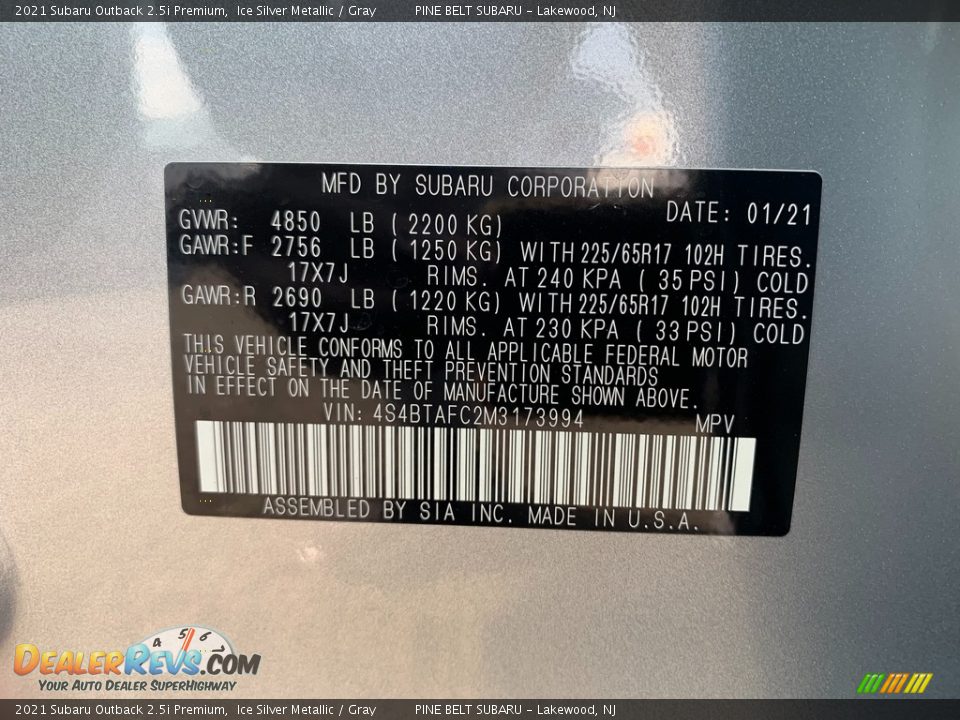 2021 Subaru Outback 2.5i Premium, Ice Silver Metallic / Gray PINE BELT SUBARU - Lakewood, NJ
MFD BY SUBARU CORPORATION
DATE: 01/21
GVWR: 4850 LB ( 2200 KG)
GAWR:F 2756 LB ( 1250 KG) WITH 225/65R17 102H TIRES.
17X7J RIMS. AT 240 KPA ( 35 PSI) COLD
GAWR:R 2690 LB ( 1220 KG) WITH 225/65R17 102H TIRES.
17X7J RIMS. AT 230 KPA ( 33 PSI) COLD
THIS VEHICLE CONFORMS TO ALL APPLICABLE FEDERAL MOTOR
VEHICLE SAFETY AND THEFT PREVENTION STANDARDS
IN EFFECT ON THE DATE OF MANUFACTURE SHOWN ABOVE.
VIN: 4S4BTAFC2M3173994 MPV
ASSEMBLED BY SIA INC. MADE IN U.S.A.
4 5 6 7
DEALERREVS.COM
YOUR AUTO DEALER SUPERHIGHWAY
2021 Subaru Outback 2.5i Premium, Ice Silver Metallic / Gray PINE BELT SUBARU - Lakewood, NJ